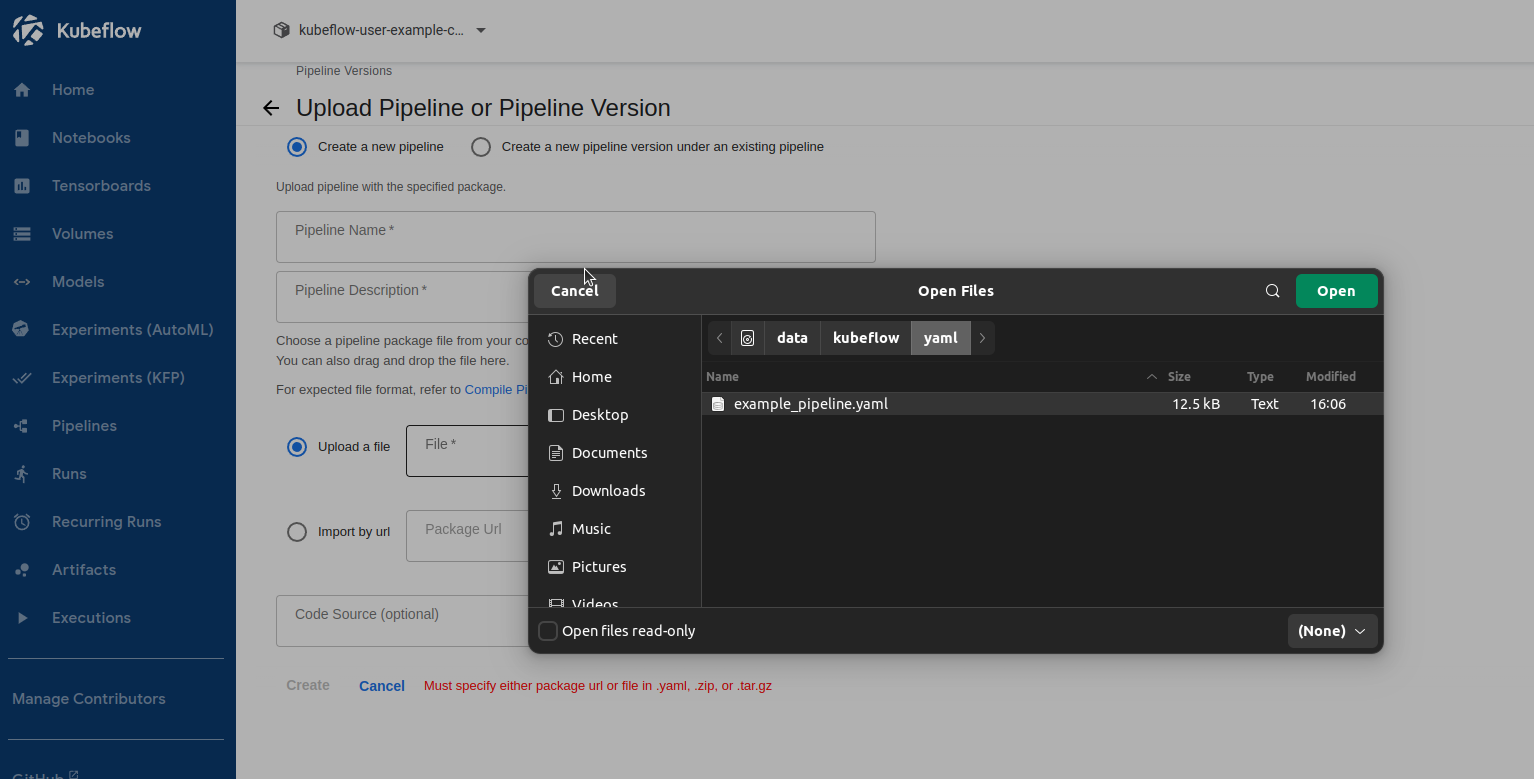 Kubeflow
Home
Notebooks
Tensorboards
Volumes
Models
Experiments (AutoML)
Experiments (KFP)
Pipelines
Runs
Recurring Runs
Artifacts
Executions
Manage Contributors
GitHub
kubeflow-user-example-c...
Pipeline Versions
Upload Pipeline or Pipeline Version
Create a new pipeline
Create a new pipeline version under an existing pipeline
Upload pipeline with the specified package.
Pipeline Name *
Pipeline Description *
Choose a pipeline package file from your co
You can also drag and drop the file here.
For expected file format, refer to Compile Pi
Upload a file
File *
Import by url
Package Url
Code Source (optional)
Create Cancel Must specify either package url or file in .yaml, .zip, or .tar.gz
Cancel Open Files Open
Recent
Home
Desktop
Documents
Downloads
Music
Pictures
Videos
data kubeflow yaml
Name Size Type Modified
example_pipeline.yaml 12.5 kB Text 16:06
Open files read-only
(None)